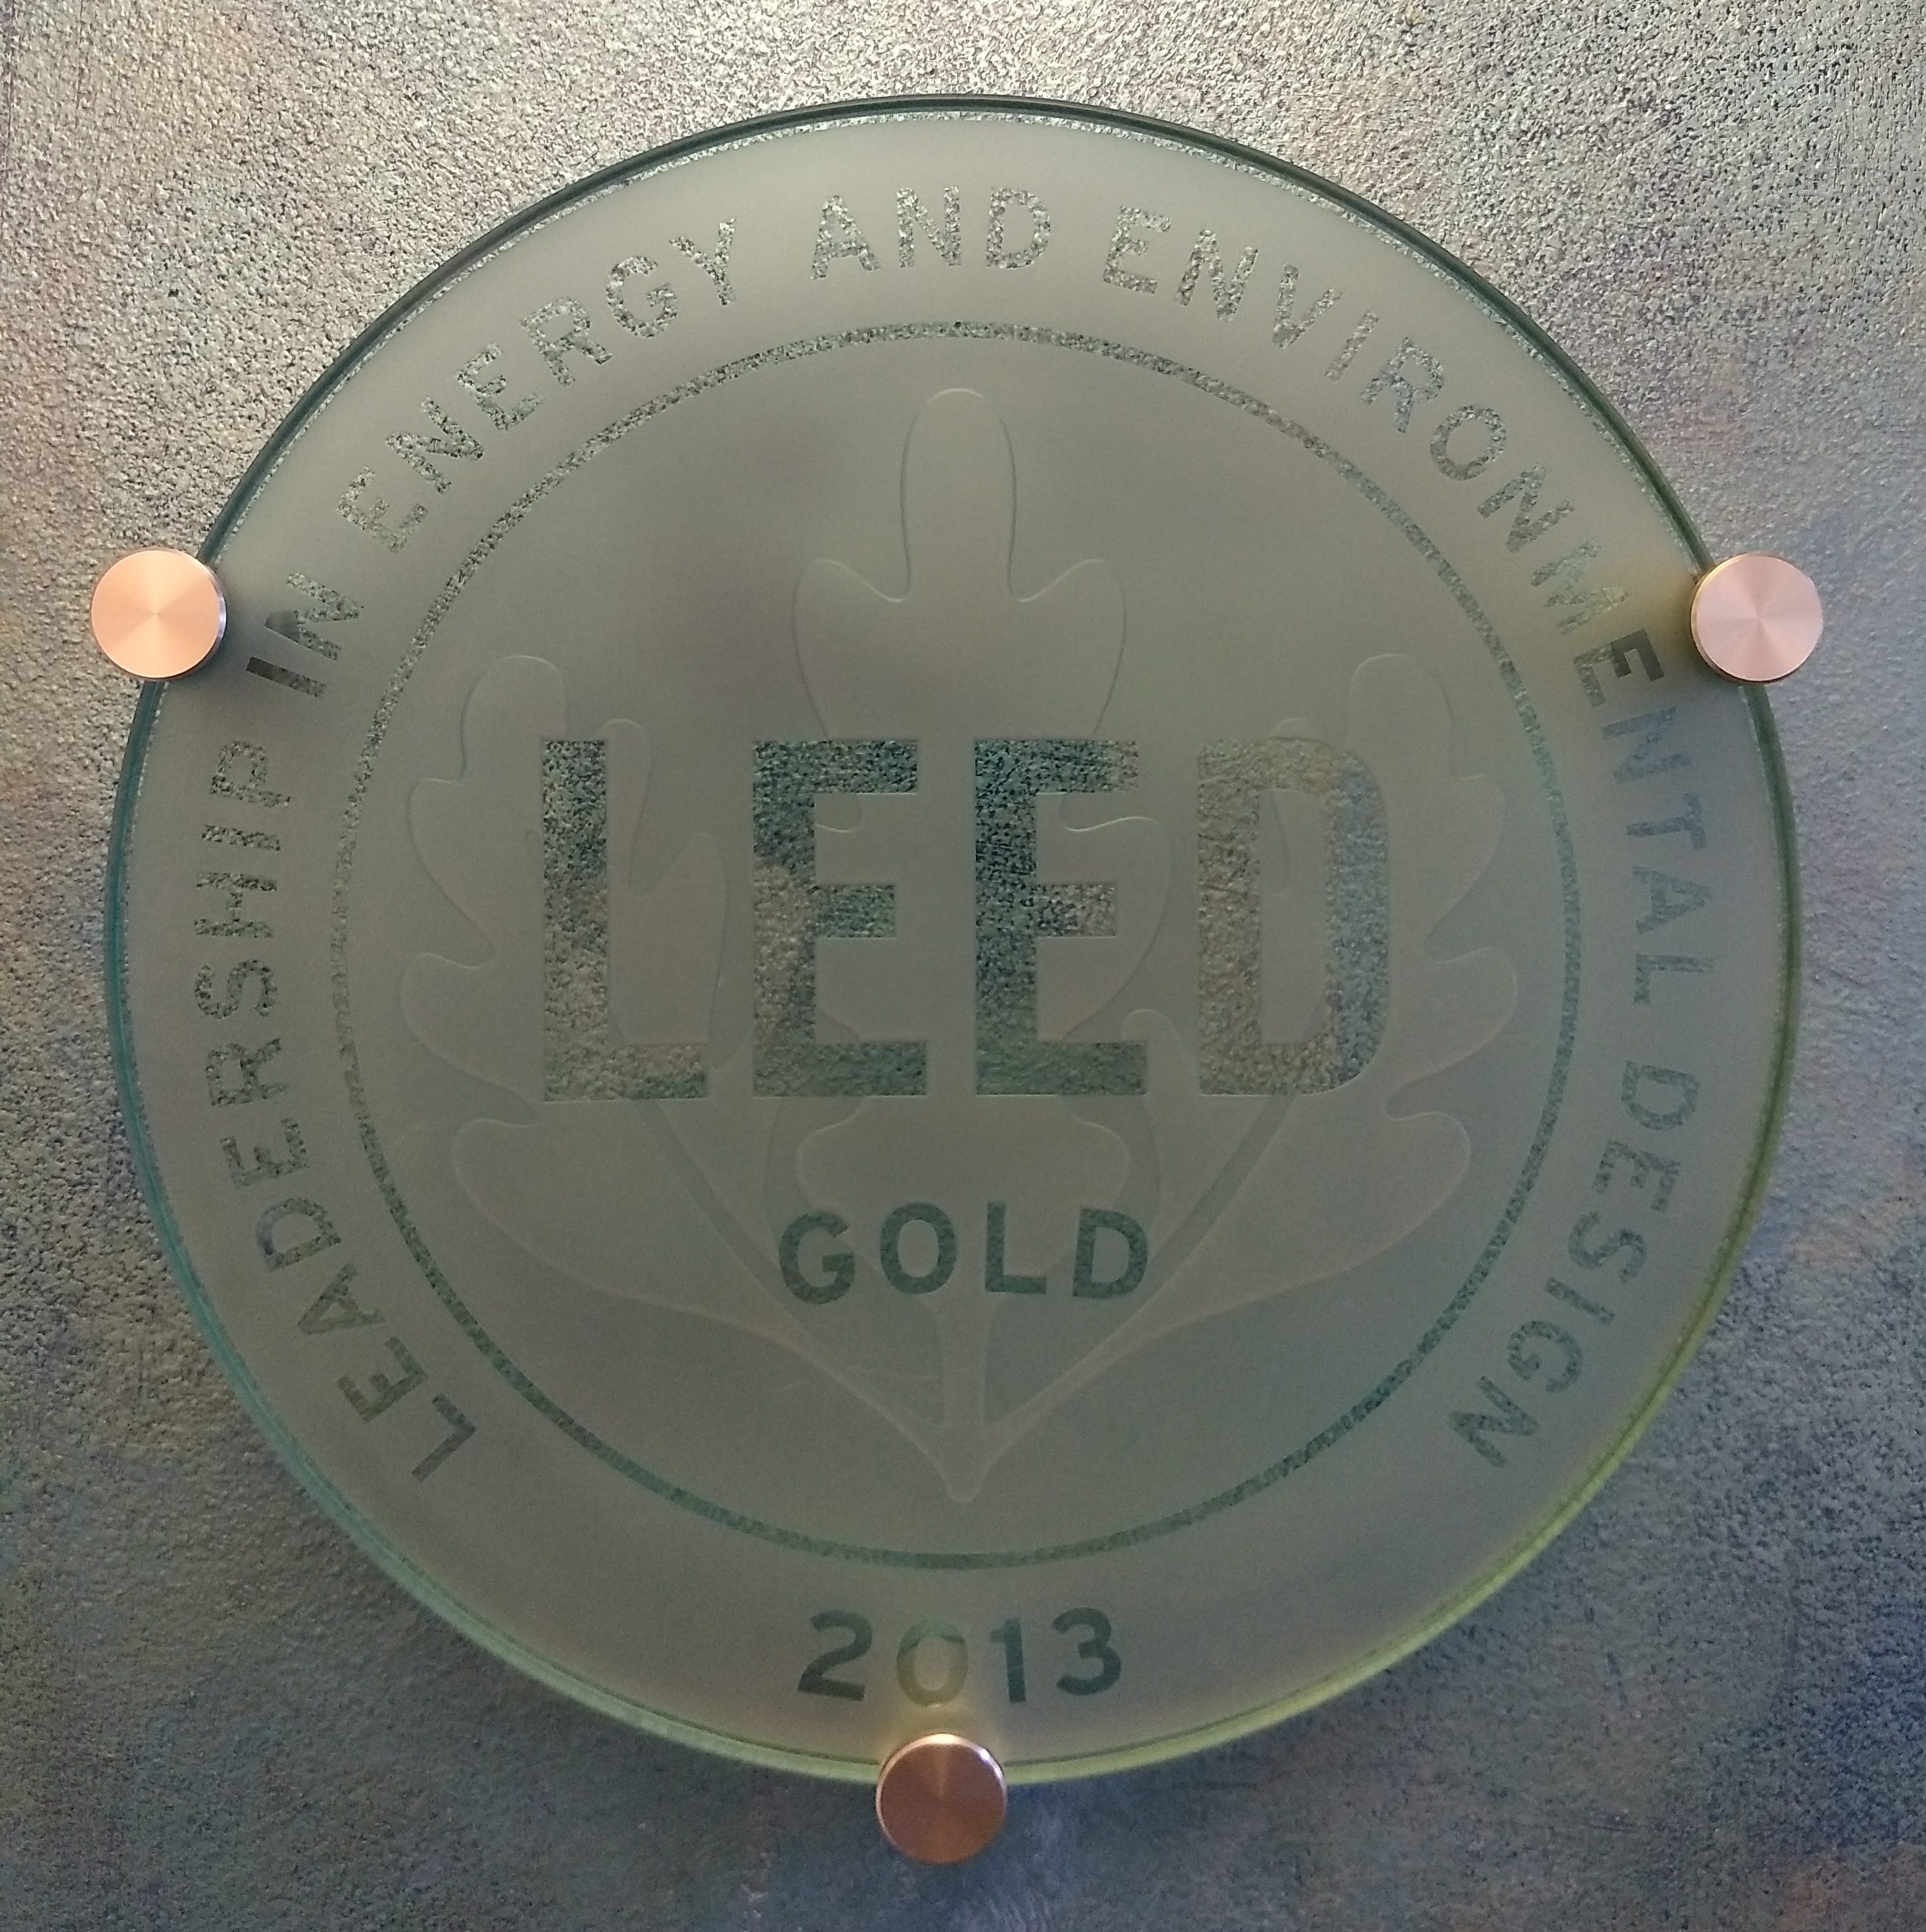 LEADERSHIP IN ENERGY AND ENVIRONMENTAL DESIGN
LEED
GOLD
2013